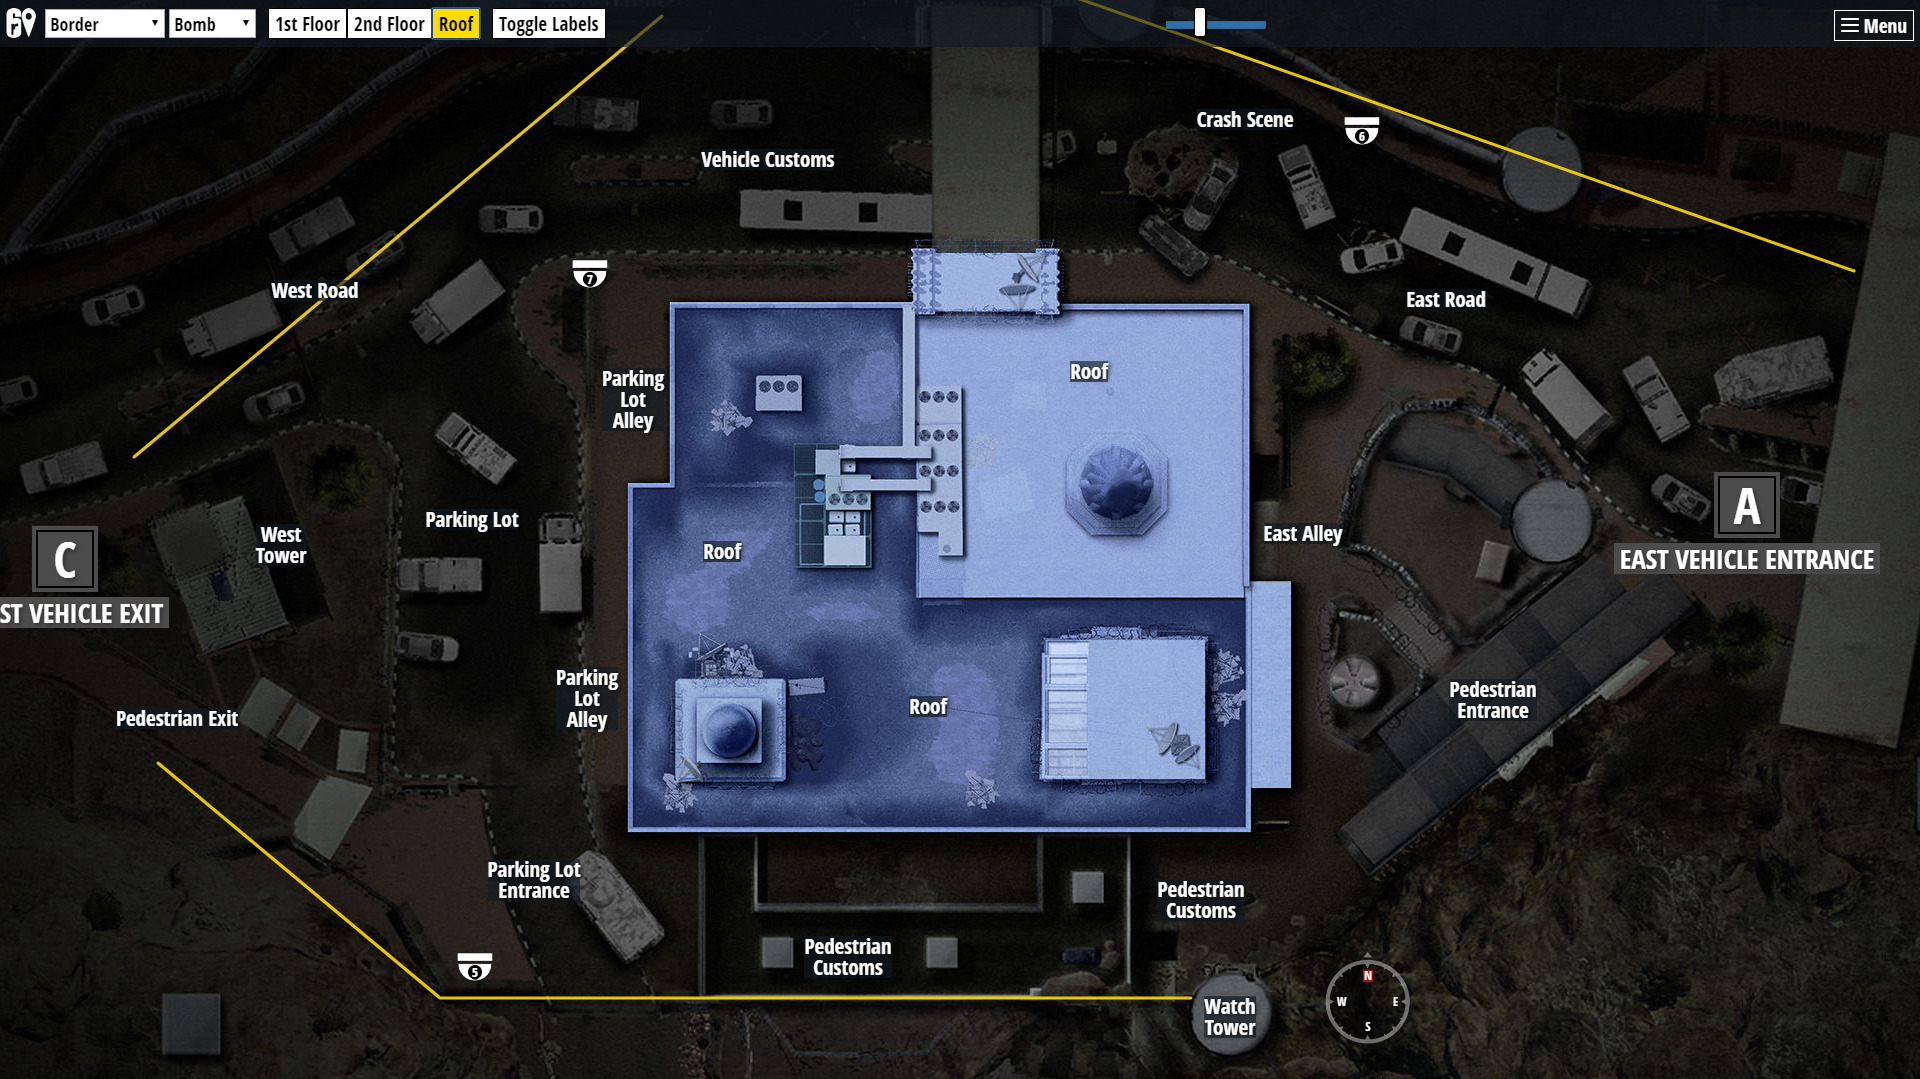 Border
Bomb
1st Floor
2nd Floor
Roof
Toggle Labels
Menu
Crash Scene
6
Vehicle Customs
7
West Road
East Road
Parking
Lot
Alley
Roof
Parking Lot
West
Tower
Roof
East Alley
A
EAST VEHICLE ENTRANCE
C
ST VEHICLE EXIT
Parking
Lot
Alley
Roof
Pedestrian
Entrance
Pedestrian Exit
Parking Lot
Entrance
Pedestrian
Customs
Pedestrian
Customs
5
Watch
Tower
N
W
E
S